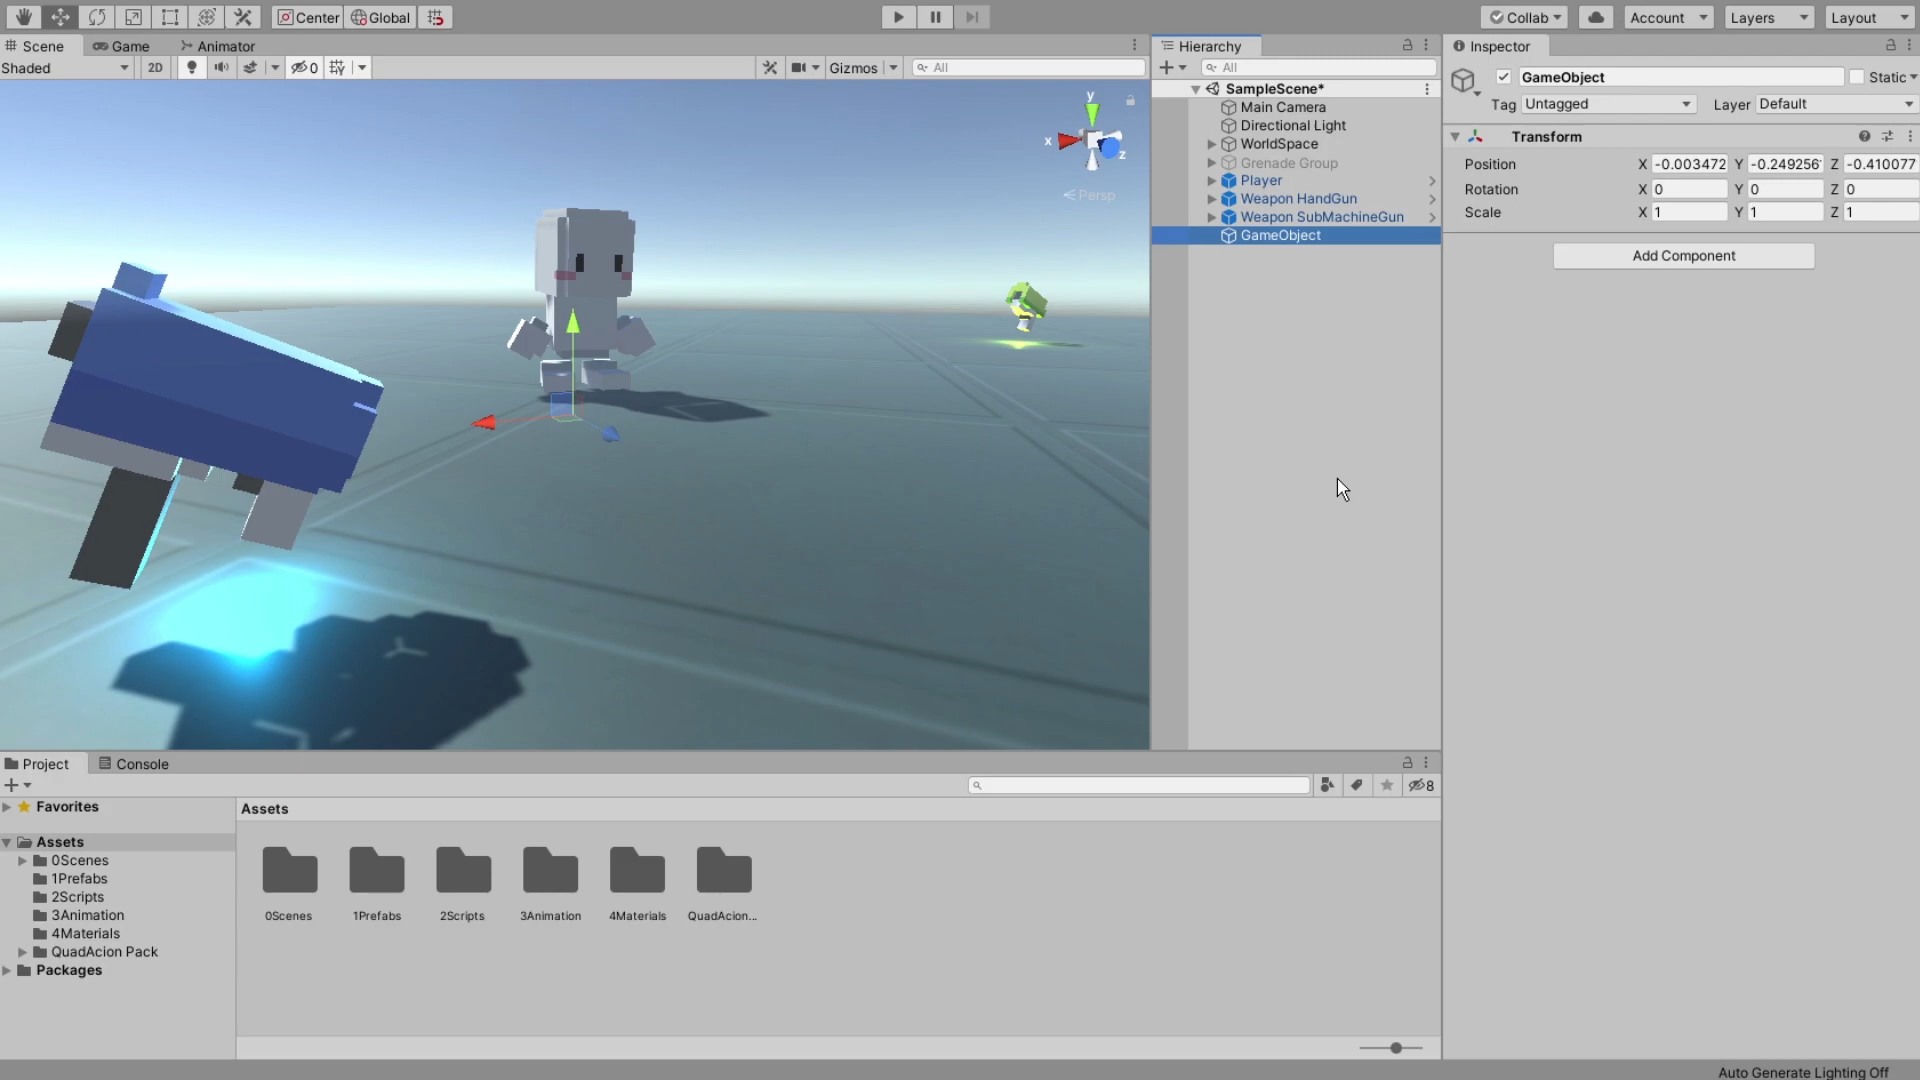 Center Global
Collab Account Layers Layout
Scene Game Animator
Shaded 2D 0 Gizmos All
y
x
z
Persp
Hierarchy
All
SampleScene*
Main Camera
Directional Light
WorldSpace
Grenade Group
Player
Weapon HandGun
Weapon SubMachineGun
GameObject
Inspector
GameObject Static
Tag Untagged Layer Default
Transform
Position X -0.003472 Y -0.249256 Z -0.410077
Rotation X 0 Y 0 Z 0
Scale X 1 Y 1 Z 1
Add Component
Project Console
8
Favorites
Assets
0Scenes
1Prefabs
2Scripts
3Animation
4Materials
QuadAcion Pack
Packages
Assets
0Scenes 1Prefabs 2Scripts 3Animation 4Materials QuadAcion...
Auto Generate Lighting Off